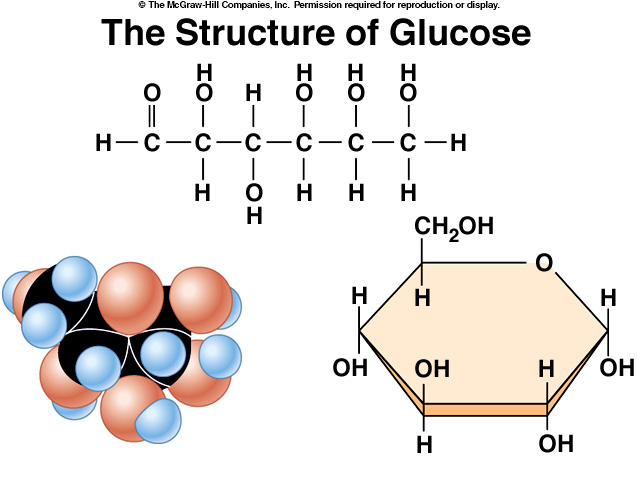 © The McGraw-Hill Companies, Inc. Permission required for reproduction or display.
The Structure of Glucose
H H H H
O O H O O O
H C C C C C C H
H O H H H
H
CH₂OH
O
H H H
OH OH H OH
H OH